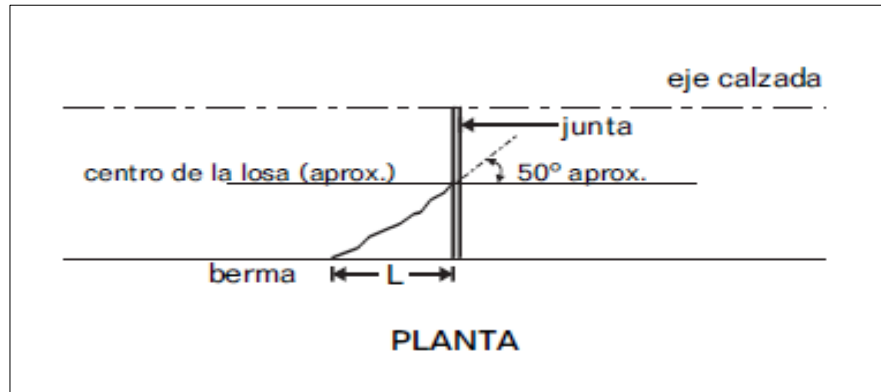 eje calzada
junta
centro de la losa (aprox.)
50º aprox.
berma
L
PLANTA